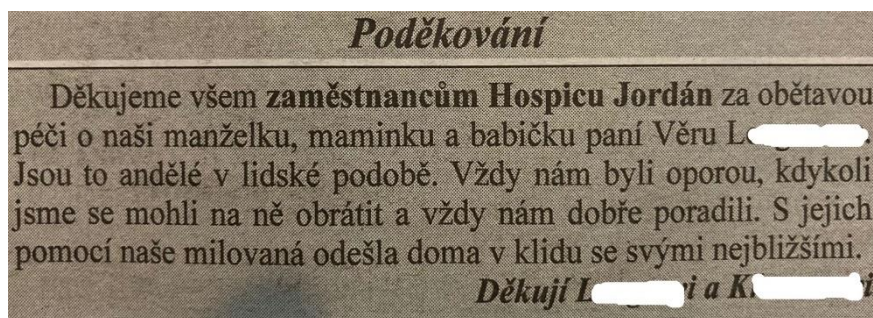 Poděkování
Děkujeme všem zaměstnancům Hospicu Jordán za obětavou
péči o naši manželku, maminku a babičku paní Věru
Jsou to andělé v lidské podobě. Vždy nám byli oporou, kdykoli
jsme se mohli na ně obrátit a vždy nám dobře poradili. S jejich
pomocí naše milovaná odešla doma v klidu se svými nejbližšími.
Děkují a